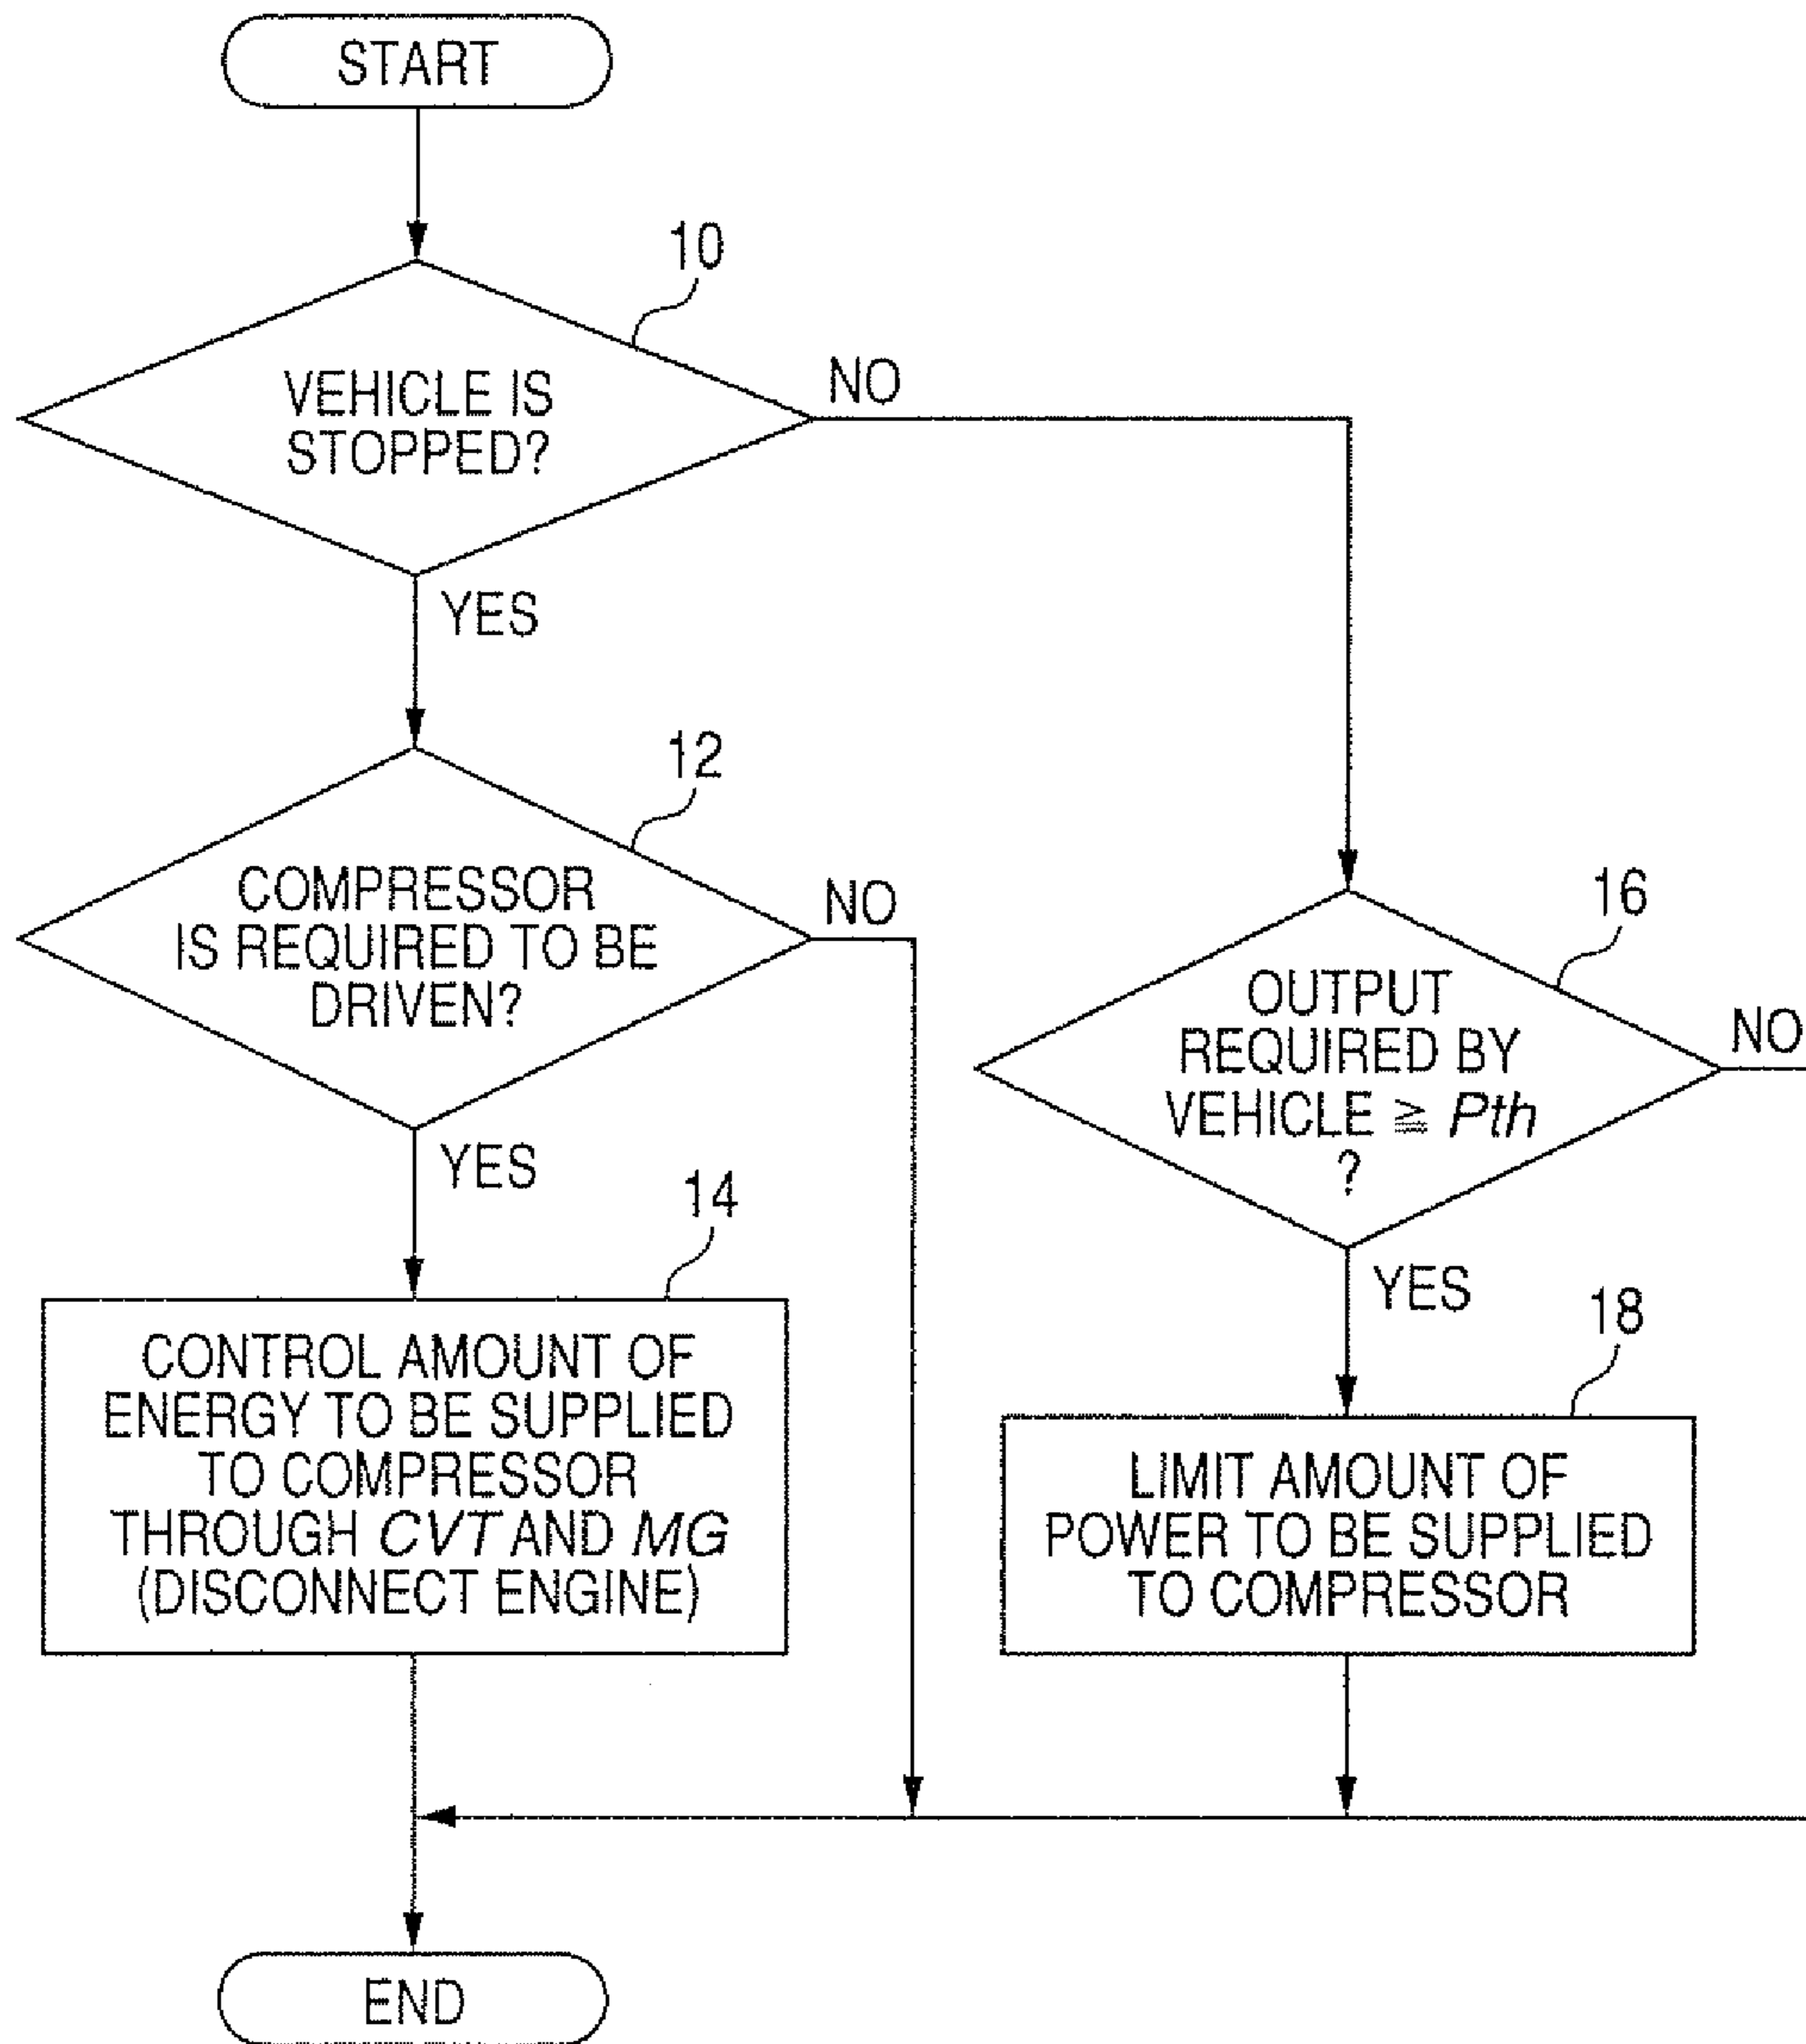 START
10
VEHICLE IS
STOPPED?
NO
YES
12
COMPRESSOR
IS REQUIRED TO BE
DRIVEN?
NO
YES
16
OUTPUT
REQUIRED BY
VEHICLE ≧ Pth
?
NO
YES
14
CONTROL AMOUNT OF
ENERGY TO BE SUPPLIED
TO COMPRESSOR
THROUGH CVT AND MG
(DISCONNECT ENGINE)
18
LIMIT AMOUNT OF
POWER TO BE SUPPLIED
TO COMPRESSOR
END